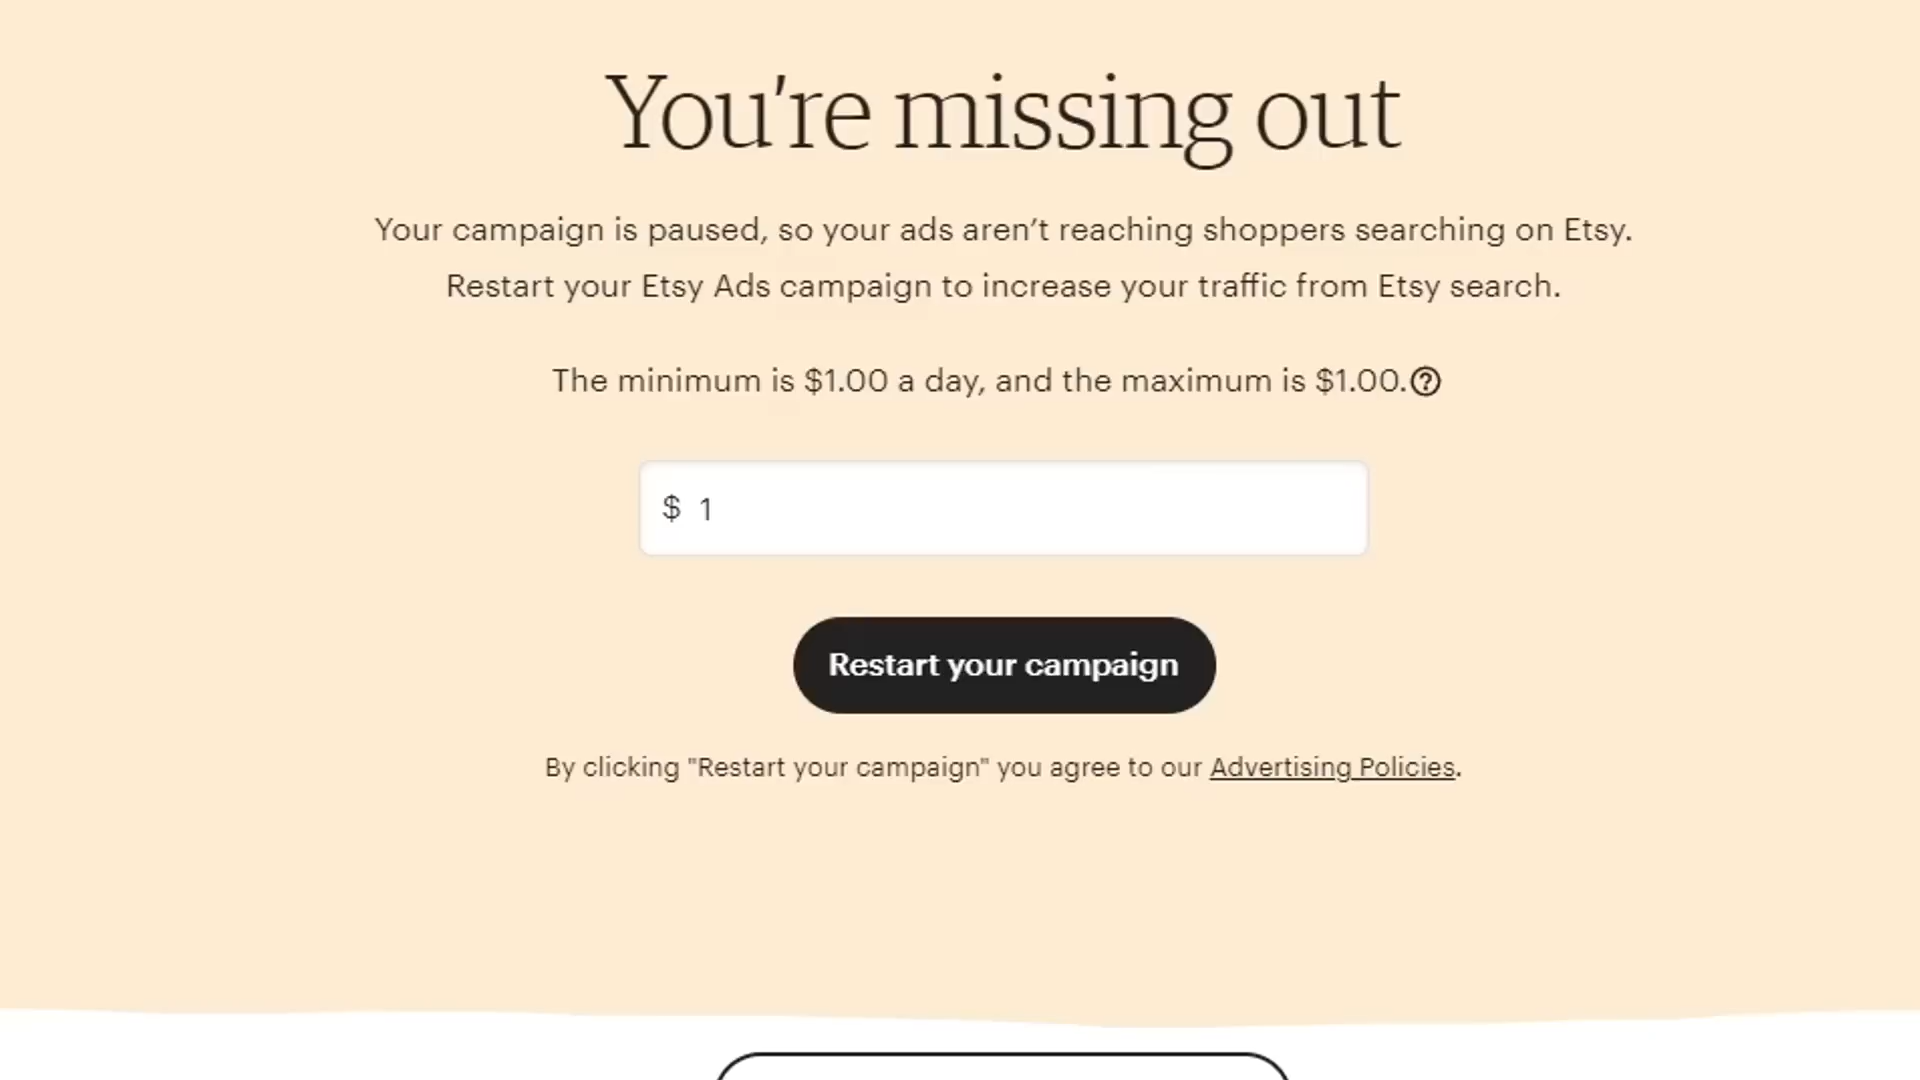 You're missing out
Your campaign is paused, so your ads aren’t reaching shoppers searching on Etsy.
Restart your Etsy Ads campaign to increase your traffic from Etsy search.
The minimum is $1.00 a day, and the maximum is $1.00.
$ 1
Restart your campaign
By clicking "Restart your campaign" you agree to our Advertising Policies.